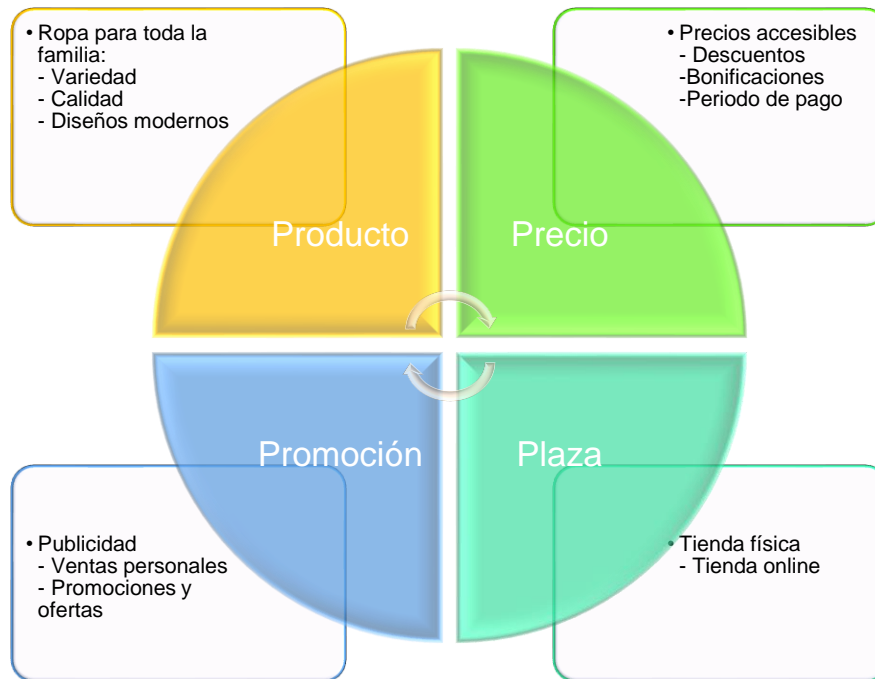 • Ropa para toda la
familia:
- Variedad
- Calidad
- Diseños modernos
• Precios accesibles
- Descuentos
-Bonificaciones
-Periodo de pago
Producto
Precio
Promoción
Plaza
• Publicidad
- Ventas personales
- Promociones y
ofertas
• Tienda física
- Tienda online